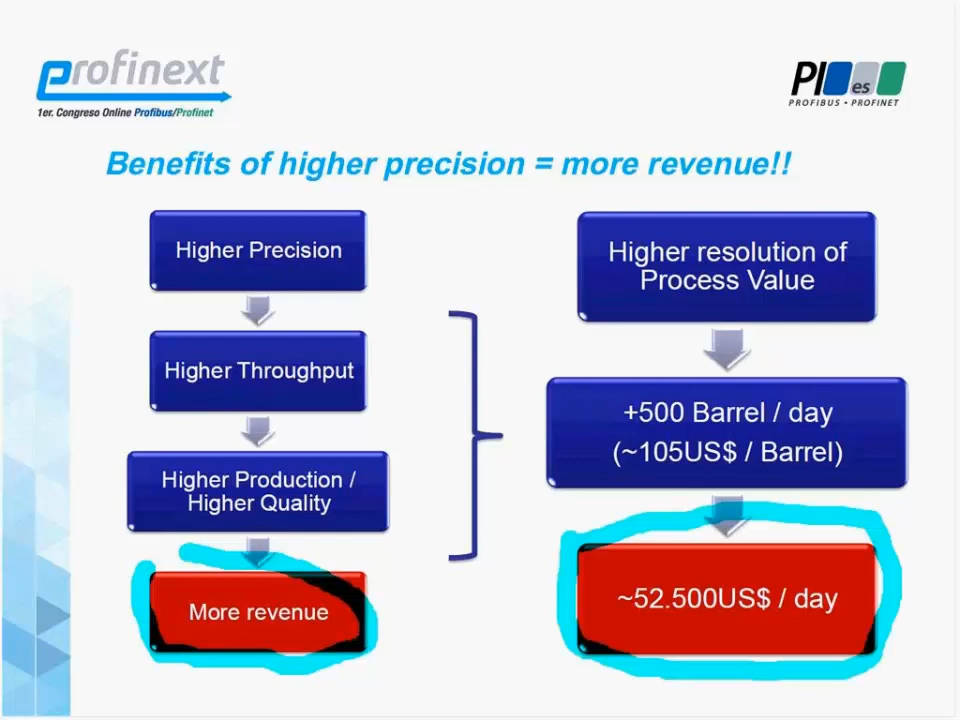 profinext
1er. Congreso Online Profibus/Profinet
PI es
PROFIBUS • PROFINET
Benefits of higher precision = more revenue!!
Higher Precision
Higher Throughput
Higher Production /
Higher Quality
More revenue
Higher resolution of
Process Value
+500 Barrel / day
(~105US$ / Barrel)
~52.500US$ / day